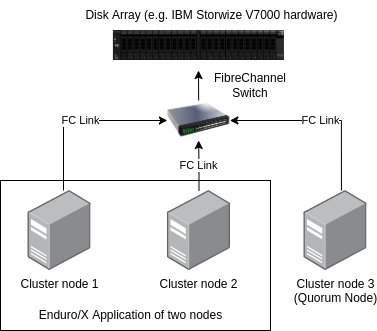 Disk Array (e.g. IBM Storwize V7000 hardware)
FibreChannel
Switch
FC Link
FC Link
FC Link
Cluster node 1
Cluster node 2
Cluster node 3
(Quorum Node)
Enduro/X Application of two nodes